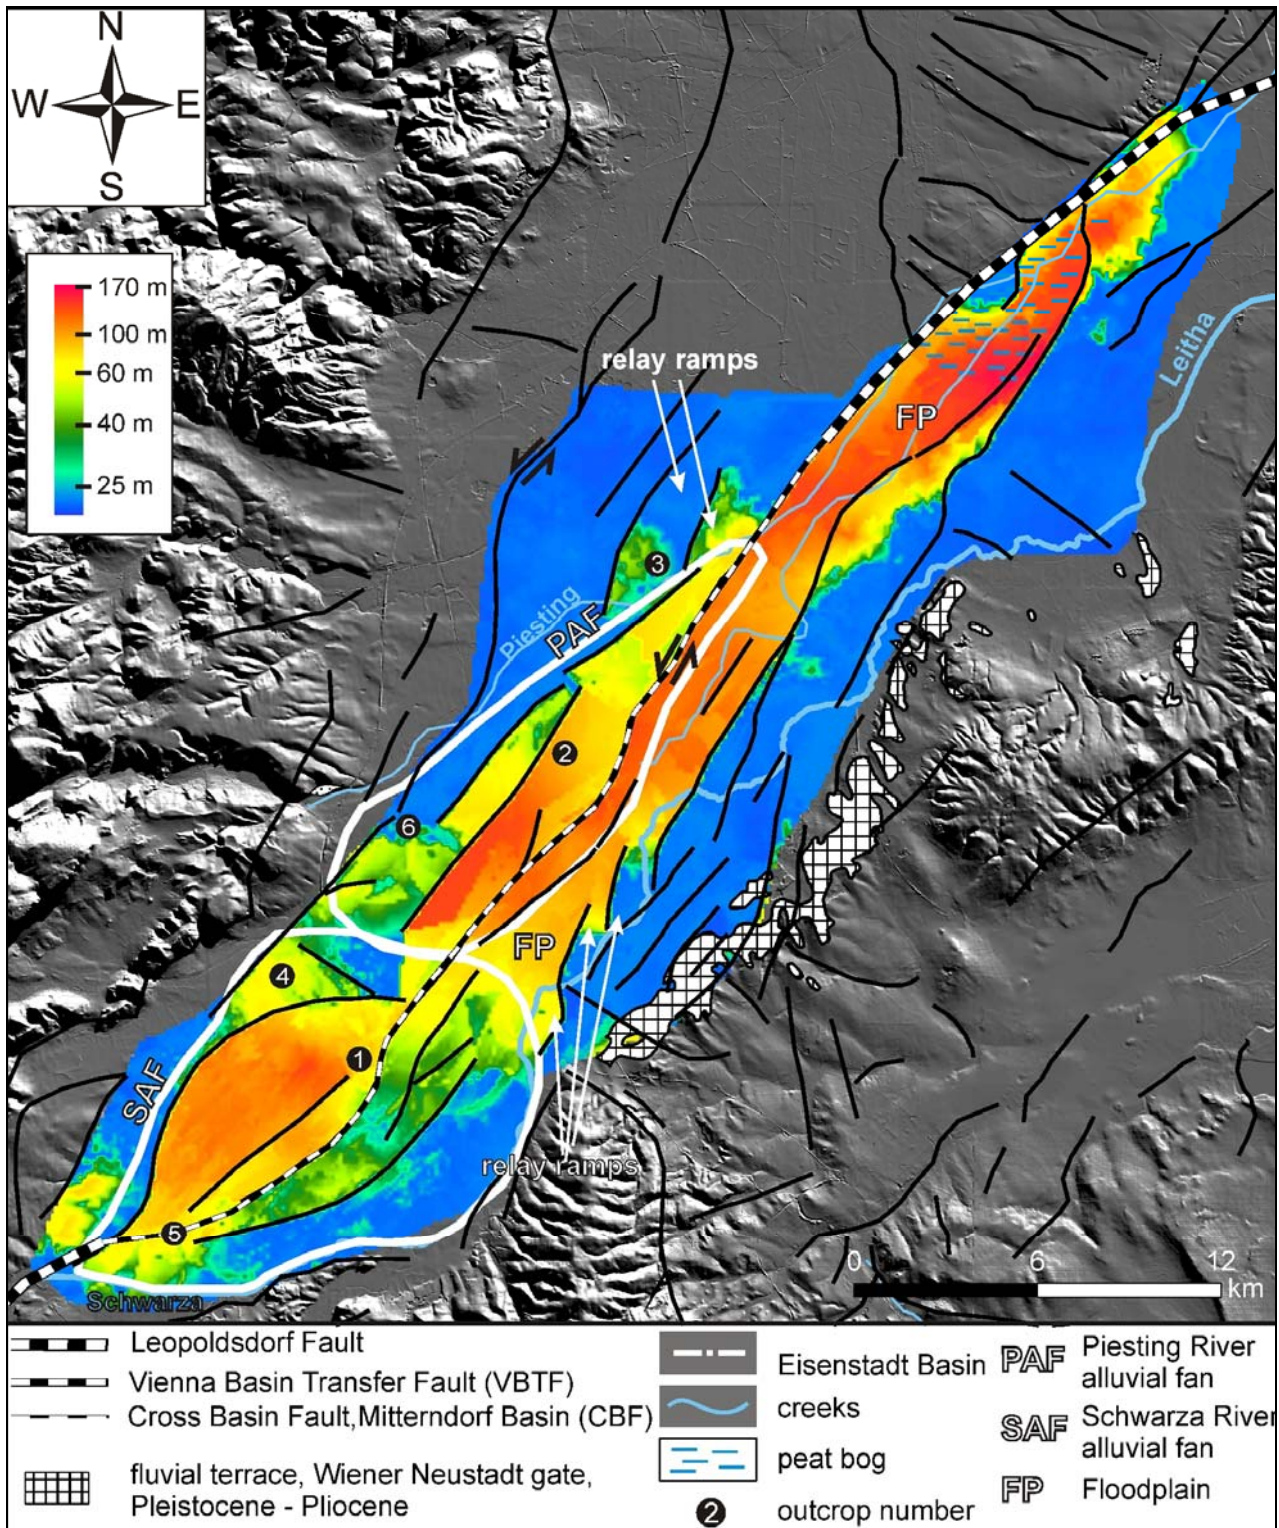 N
W E
S
170 m
100 m
60 m
40 m
25 m
relay ramps
Leitha
FP
3
Piesting
PAF
2
6
FP
4
1
SAF
relay ramps
5
Schwarza
0 6 12
km
Leopoldsdorf Fault
Vienna Basin Transfer Fault (VBTF)
Cross Basin Fault,Mitterndorf Basin (CBF)
fluvial terrace, Wiener Neustadt gate,
Pleistocene - Pliocene
Eisenstadt Basin
creeks
peat bog
2 outcrop number
PAF Piesting River
alluvial fan
SAF Schwarza River
alluvial fan
FP Floodplain